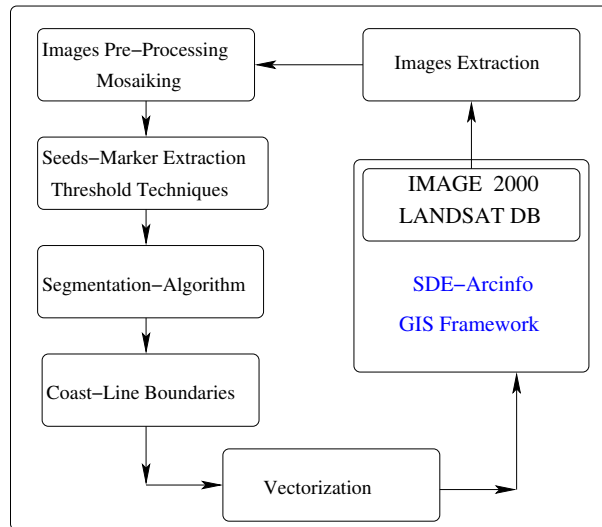 Images Pre−Processing
Mosaiking
Images Extraction
Seeds−Marker Extraction
Threshold Techniques
IMAGE 2000
LANDSAT DB
Segmentation−Algorithm
SDE−Arcinfo
GIS Framework
Coast−Line Boundaries
Vectorization